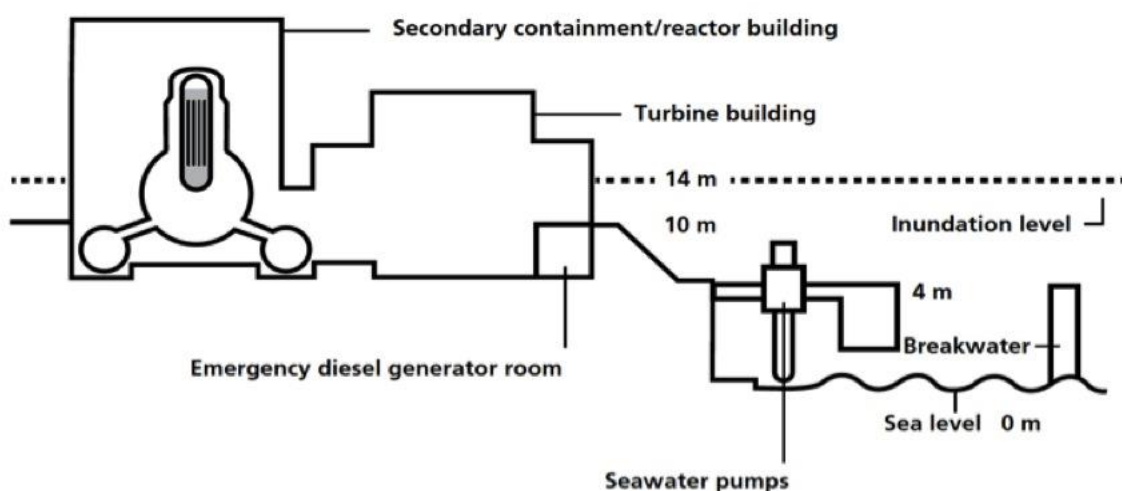 Secondary containment/reactor building
Turbine building
14 m
10 m
Inundation level
4 m
Breakwater
Emergency diesel generator room
Sea level 0 m
Seawater pumps